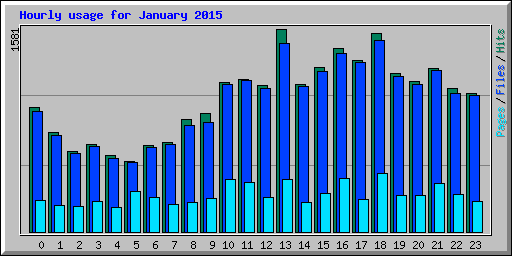 Hourly usage for January 2015
1581
Pages / Files / Hits
0 1 2 3 4 5 6 7 8 9 10 11 12 13 14 15 16 17 18 19 20 21 22 23